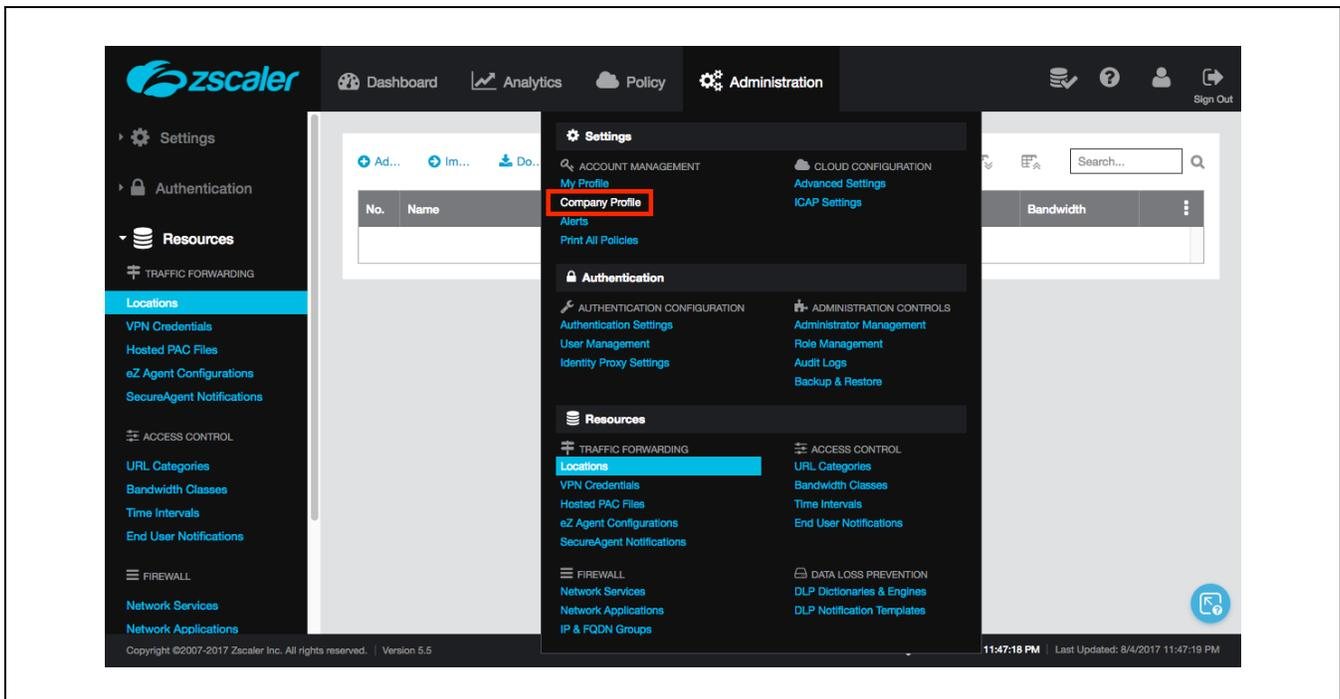 zscaler
Dashboard
Analytics
Policy
Administration
Sign Out
Settings
Authentication
Resources
TRAFFIC FORWARDING
Locations
VPN Credentials
Hosted PAC Files
eZ Agent Configurations
SecureAgent Notifications
ACCESS CONTROL
URL Categories
Bandwidth Classes
Time Intervals
End User Notifications
FIREWALL
Network Services
Network Applications
Ad...
Im...
Do...
Search...
No.
Name
Bandwidth
Settings
ACCOUNT MANAGEMENT
My Profile
Company Profile
Alerts
Print All Policies
CLOUD CONFIGURATION
Advanced Settings
ICAP Settings
Authentication
AUTHENTICATION CONFIGURATION
Authentication Settings
User Management
Identity Proxy Settings
ADMINISTRATION CONTROLS
Administrator Management
Role Management
Audit Logs
Backup & Restore
Resources
TRAFFIC FORWARDING
Locations
VPN Credentials
Hosted PAC Files
eZ Agent Configurations
SecureAgent Notifications
ACCESS CONTROL
URL Categories
Bandwidth Classes
Time Intervals
End User Notifications
FIREWALL
Network Services
Network Applications
IP & FQDN Groups
DATA LOSS PREVENTION
DLP Dictionaries & Engines
DLP Notification Templates
Copyright ©2007-2017 Zscaler Inc. All rights reserved. | Version 5.5
11:47:18 PM | Last Updated: 8/4/2017 11:47:19 PM